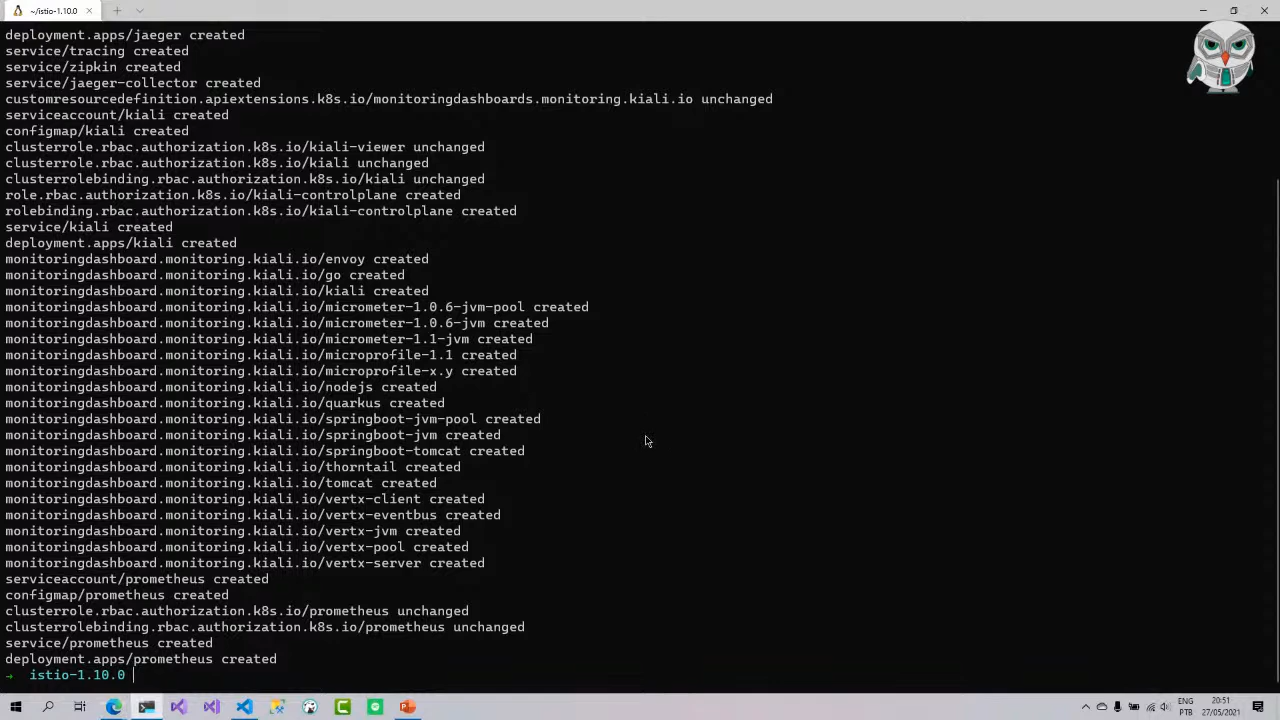 ~/istio-1.10.0
deployment.apps/jaeger created
service/tracing created
service/zipkin created
service/jaeger-collector created
customresourcedefinition.apiextensions.k8s.io/monitoringdashboards.monitoring.kiali.io unchanged
serviceaccount/kiali created
configmap/kiali created
clusterrole.rbac.authorization.k8s.io/kiali-viewer unchanged
clusterrole.rbac.authorization.k8s.io/kiali unchanged
clusterrolebinding.rbac.authorization.k8s.io/kiali unchanged
role.rbac.authorization.k8s.io/kiali-controlplane created
rolebinding.rbac.authorization.k8s.io/kiali-controlplane created
service/kiali created
deployment.apps/kiali created
monitoringdashboard.monitoring.kiali.io/envoy created
monitoringdashboard.monitoring.kiali.io/go created
monitoringdashboard.monitoring.kiali.io/kiali created
monitoringdashboard.monitoring.kiali.io/micrometer-1.0.6-jvm-pool created
monitoringdashboard.monitoring.kiali.io/micrometer-1.0.6-jvm created
monitoringdashboard.monitoring.kiali.io/micrometer-1.1-jvm created
monitoringdashboard.monitoring.kiali.io/microprofile-1.1 created
monitoringdashboard.monitoring.kiali.io/microprofile-x.y created
monitoringdashboard.monitoring.kiali.io/nodejs created
monitoringdashboard.monitoring.kiali.io/quarkus created
monitoringdashboard.monitoring.kiali.io/springboot-jvm-pool created
monitoringdashboard.monitoring.kiali.io/springboot-jvm created
monitoringdashboard.monitoring.kiali.io/springboot-tomcat created
monitoringdashboard.monitoring.kiali.io/thorntail created
monitoringdashboard.monitoring.kiali.io/tomcat created
monitoringdashboard.monitoring.kiali.io/vertx-client created
monitoringdashboard.monitoring.kiali.io/vertx-eventbus created
monitoringdashboard.monitoring.kiali.io/vertx-jvm created
monitoringdashboard.monitoring.kiali.io/vertx-pool created
monitoringdashboard.monitoring.kiali.io/vertx-server created
serviceaccount/prometheus created
configmap/prometheus created
clusterrole.rbac.authorization.k8s.io/prometheus unchanged
clusterrolebinding.rbac.authorization.k8s.io/prometheus unchanged
service/prometheus created
deployment.apps/prometheus created
→ istio-1.10.0
ENG 20:51
PTB 27/05/2021